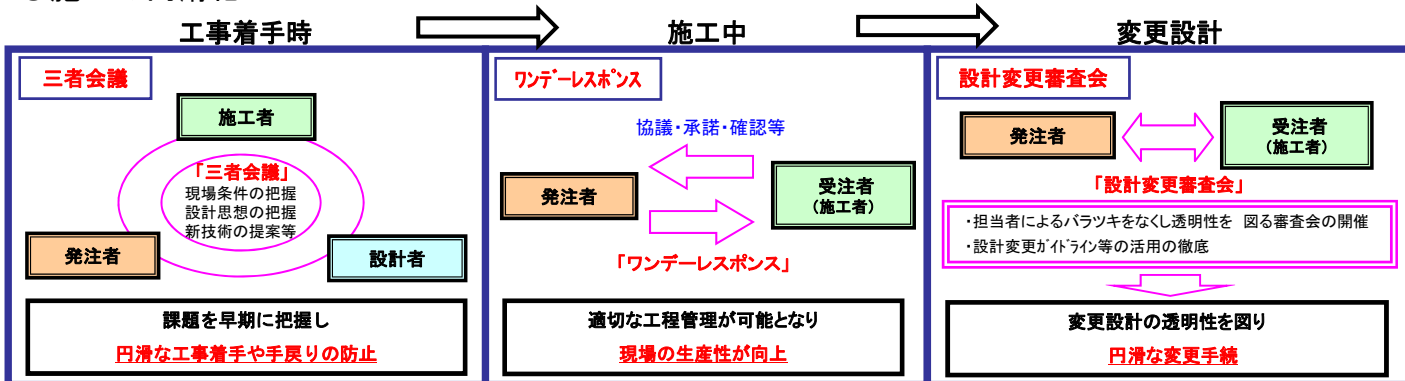 工事着手時
施工中
変更設計
三者会議
施工者
「三者会議」
現場条件の把握
設計思想の把握
新技術の提案等
発注者
設計者
課題を早期に把握し
円滑な工事着手や手戻りの防止
ワンデーレスポンス
協議・承諾・確認等
発注者
受注者
(施工者)
「ワンデーレスポンス」
適切な工程管理が可能となり
現場の生産性が向上
設計変更審査会
発注者
受注者
(施工者)
「設計変更審査会」
・担当者によるバラツキをなくし透明性を 図る審査会の開催
・設計変更ガイドライン等の活用の徹底
変更設計の透明性を図り
円滑な変更手続